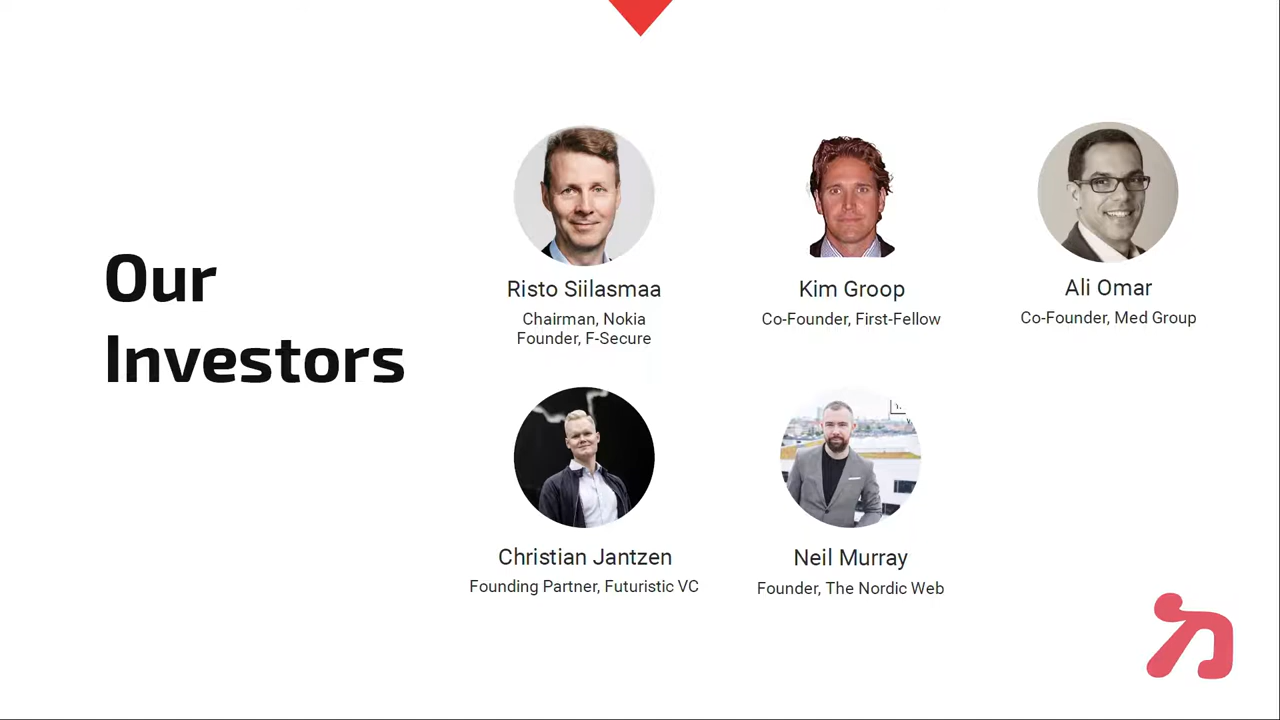 Our
Investors
Risto Siilasmaa
Chairman, Nokia
Founder, F-Secure
Kim Groop
Co-Founder, First-Fellow
Ali Omar
Co-Founder, Med Group
Christian Jantzen
Founding Partner, Futuristic VC
Neil Murray
Founder, The Nordic Web